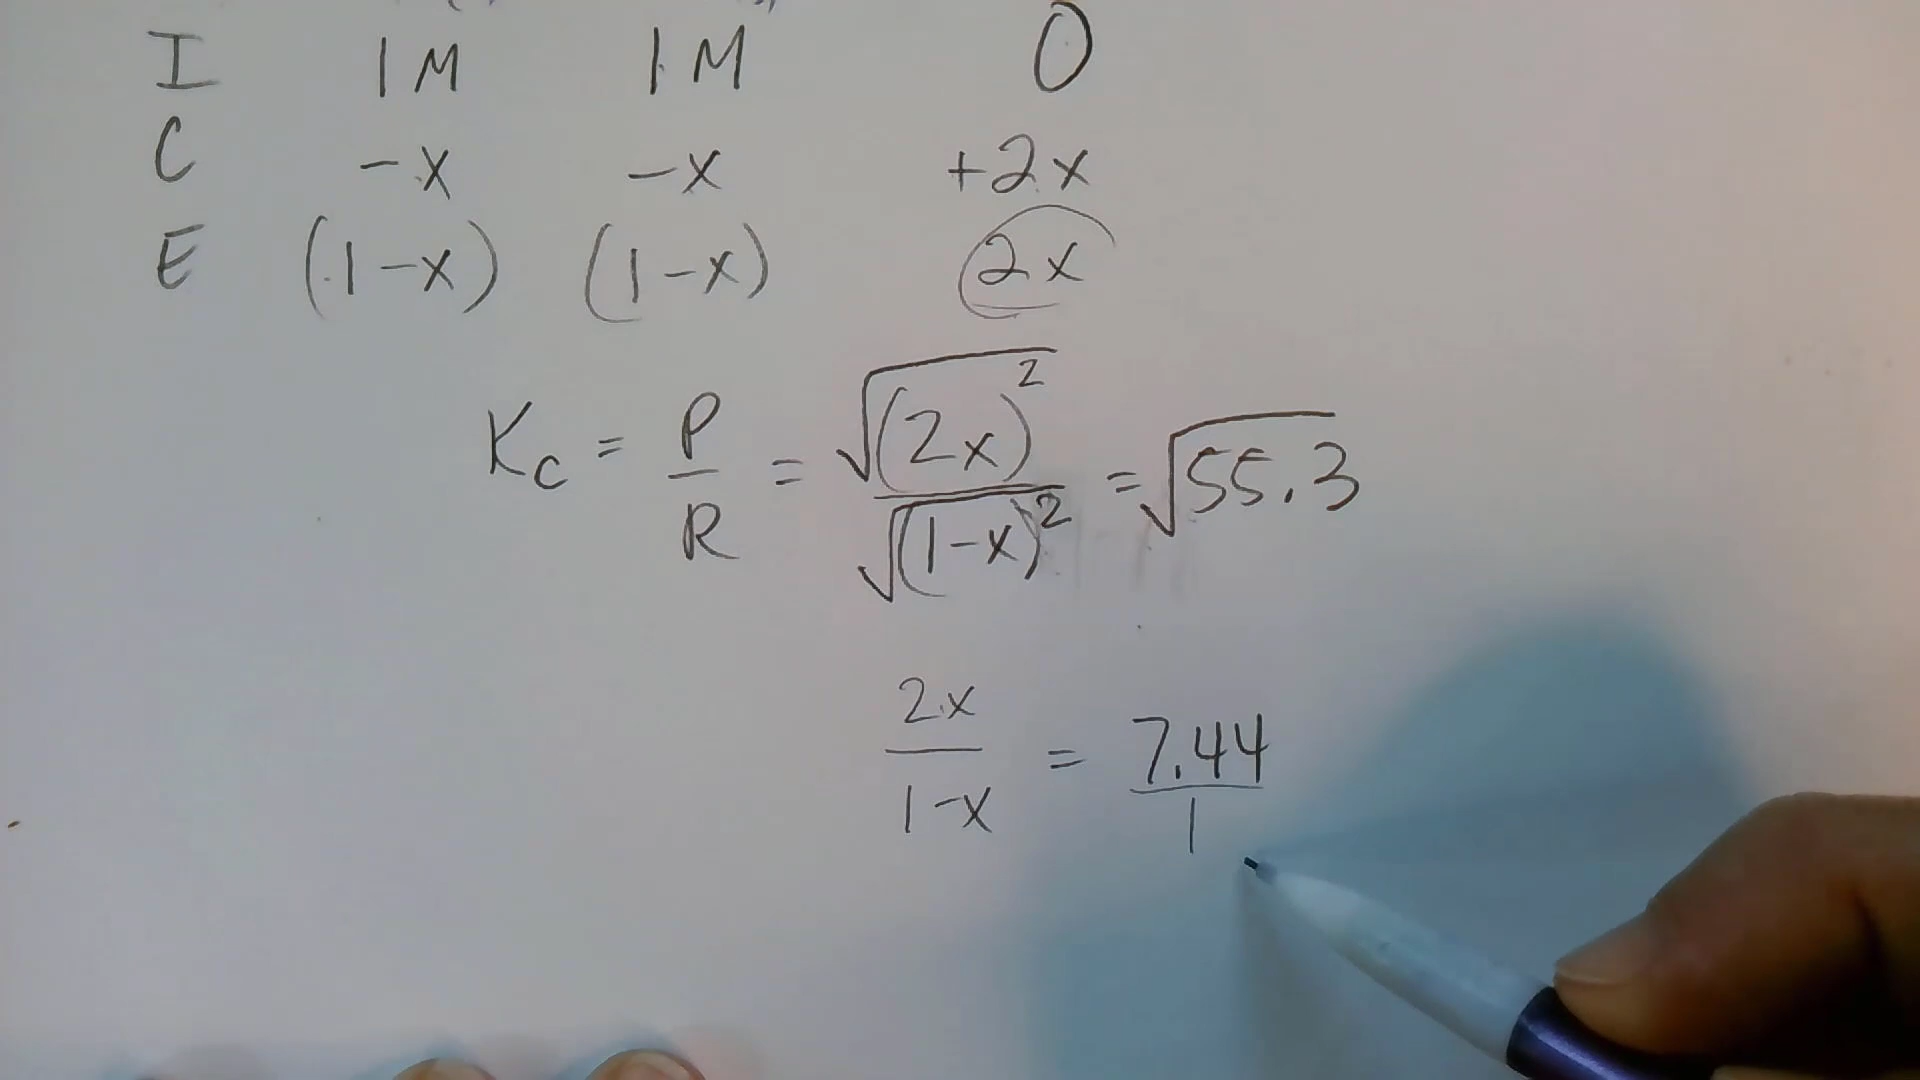 I 1M 1M 0
C -x -x +2x
E (1-x) (1-x) 2x
Kc = P/R = √(2x)²/√(1-x)² = √55.3
2x/1-x = 7.44/1